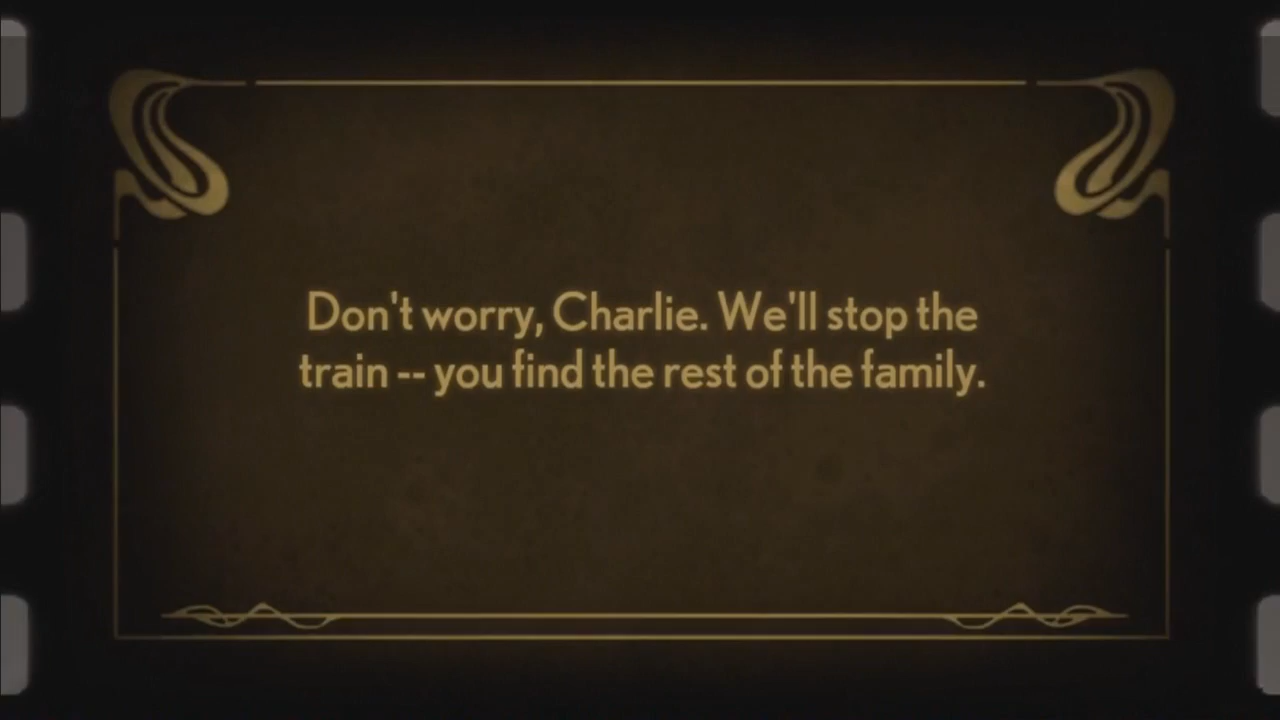 Don't worry, Charlie. We'll stop the
train -- you find the rest of the family.